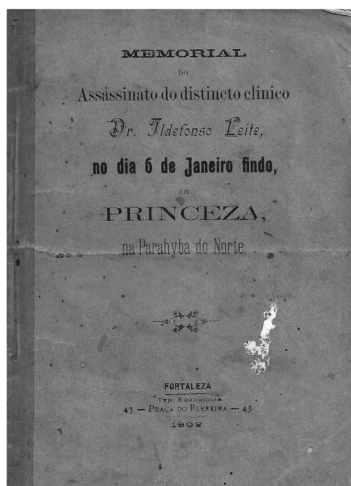 MEMORIAL
DO
Assassinato do distincto clinico
Dr. Ildefonso Leite,
no dia 6 de Janeiro findo,
EM
PRINCEZA,
na Parahyba do Norte.
FORTALEZA
Typ. Economica
43 — PRAÇA DO FERREIRA — 43
1902